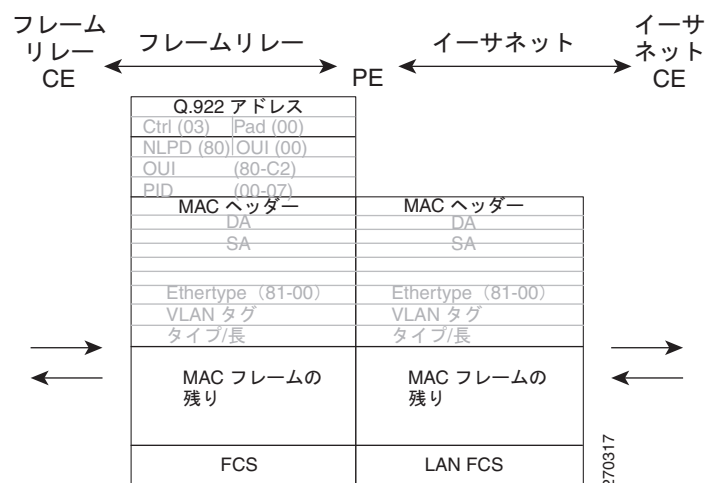 フレーム
リレー
CE
フレームリレー
PE
イーサネット
イーサ
ネット
CE
Q.922 アドレス
Ctrl (03) Pad (00)
NLPD (80) OUI (00)
OUI (80-C2)
PID (00-07)
MAC ヘッダー
DA
SA
Ethertype（81-00）
VLAN タグ
タイプ/長
MAC フレームの
残り
FCS
MAC ヘッダー
DA
SA
Ethertype（81-00）
VLAN タグ
タイプ/長
MAC フレームの
残り
LAN FCS
270317